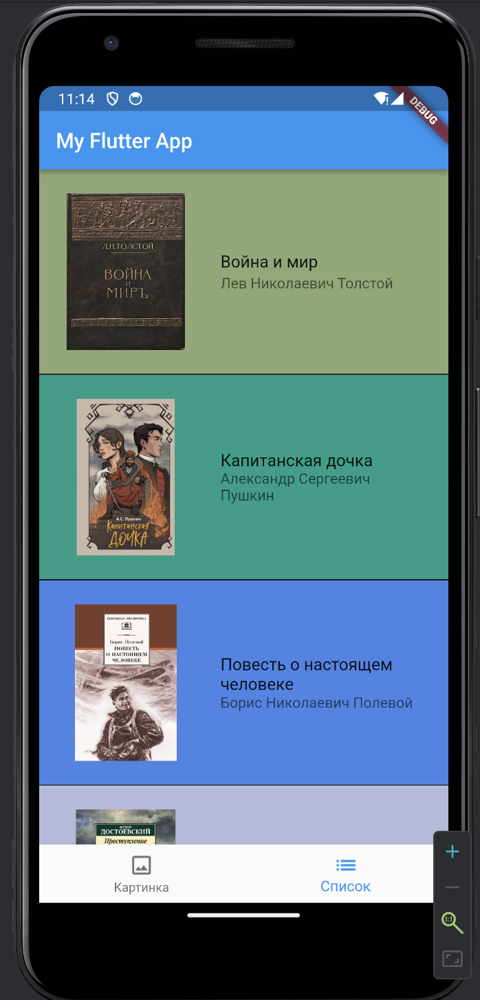 11:14
DEBUG
My Flutter App
Л.Н.ТОЛСТОЙ
ВОЙНА
И
МИРЪ
Война и мир
Лев Николаевич Толстой
А.С. Пушкин
Капитанская
ДОЧКА
Капитанская дочка
Александр Сергеевич
Пушкин
ШКОЛЬНАЯ БИБЛИОТЕКА
Борис Полевой
ПОВЕСТЬ
О НАСТОЯЩЕМ
ЧЕЛОВЕКЕ
Повесть о настоящем
человеке
Борис Николаевич Полевой
ФЕДОР
ДОСТОЕВСКИЙ
Преступление
Картинка
Список
1:1